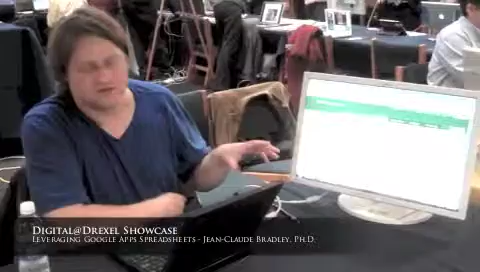 Digital@Drexel Showcase
Leveraging Google Apps Spreadsheets - Jean-Claude Bradley, Ph.D.